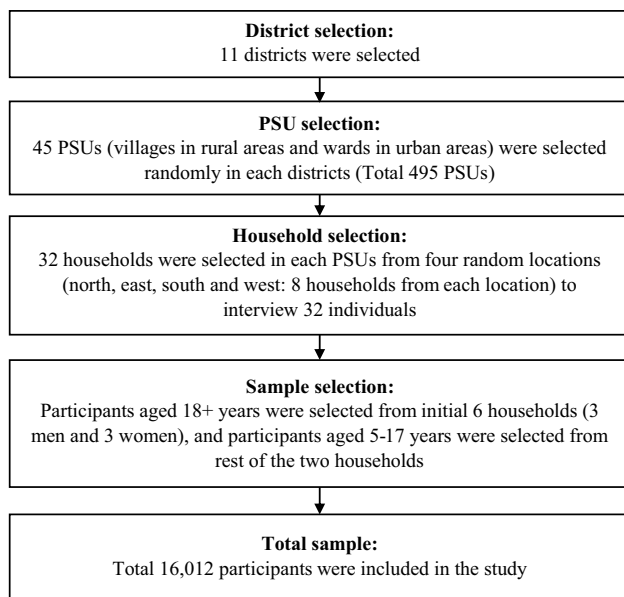 District selection:
11 districts were selected
PSU selection:
45 PSUs (villages in rural areas and wards in urban areas) were selected
randomly in each districts (Total 495 PSUs)
Household selection:
32 households were selected in each PSUs from four random locations
(north, east, south and west: 8 households from each location) to
interview 32 individuals
Sample selection:
Participants aged 18+ years were selected from initial 6 households (3
men and 3 women), and participants aged 5-17 years were selected from
rest of the two households
Total sample:
Total 16,012 participants were included in the study